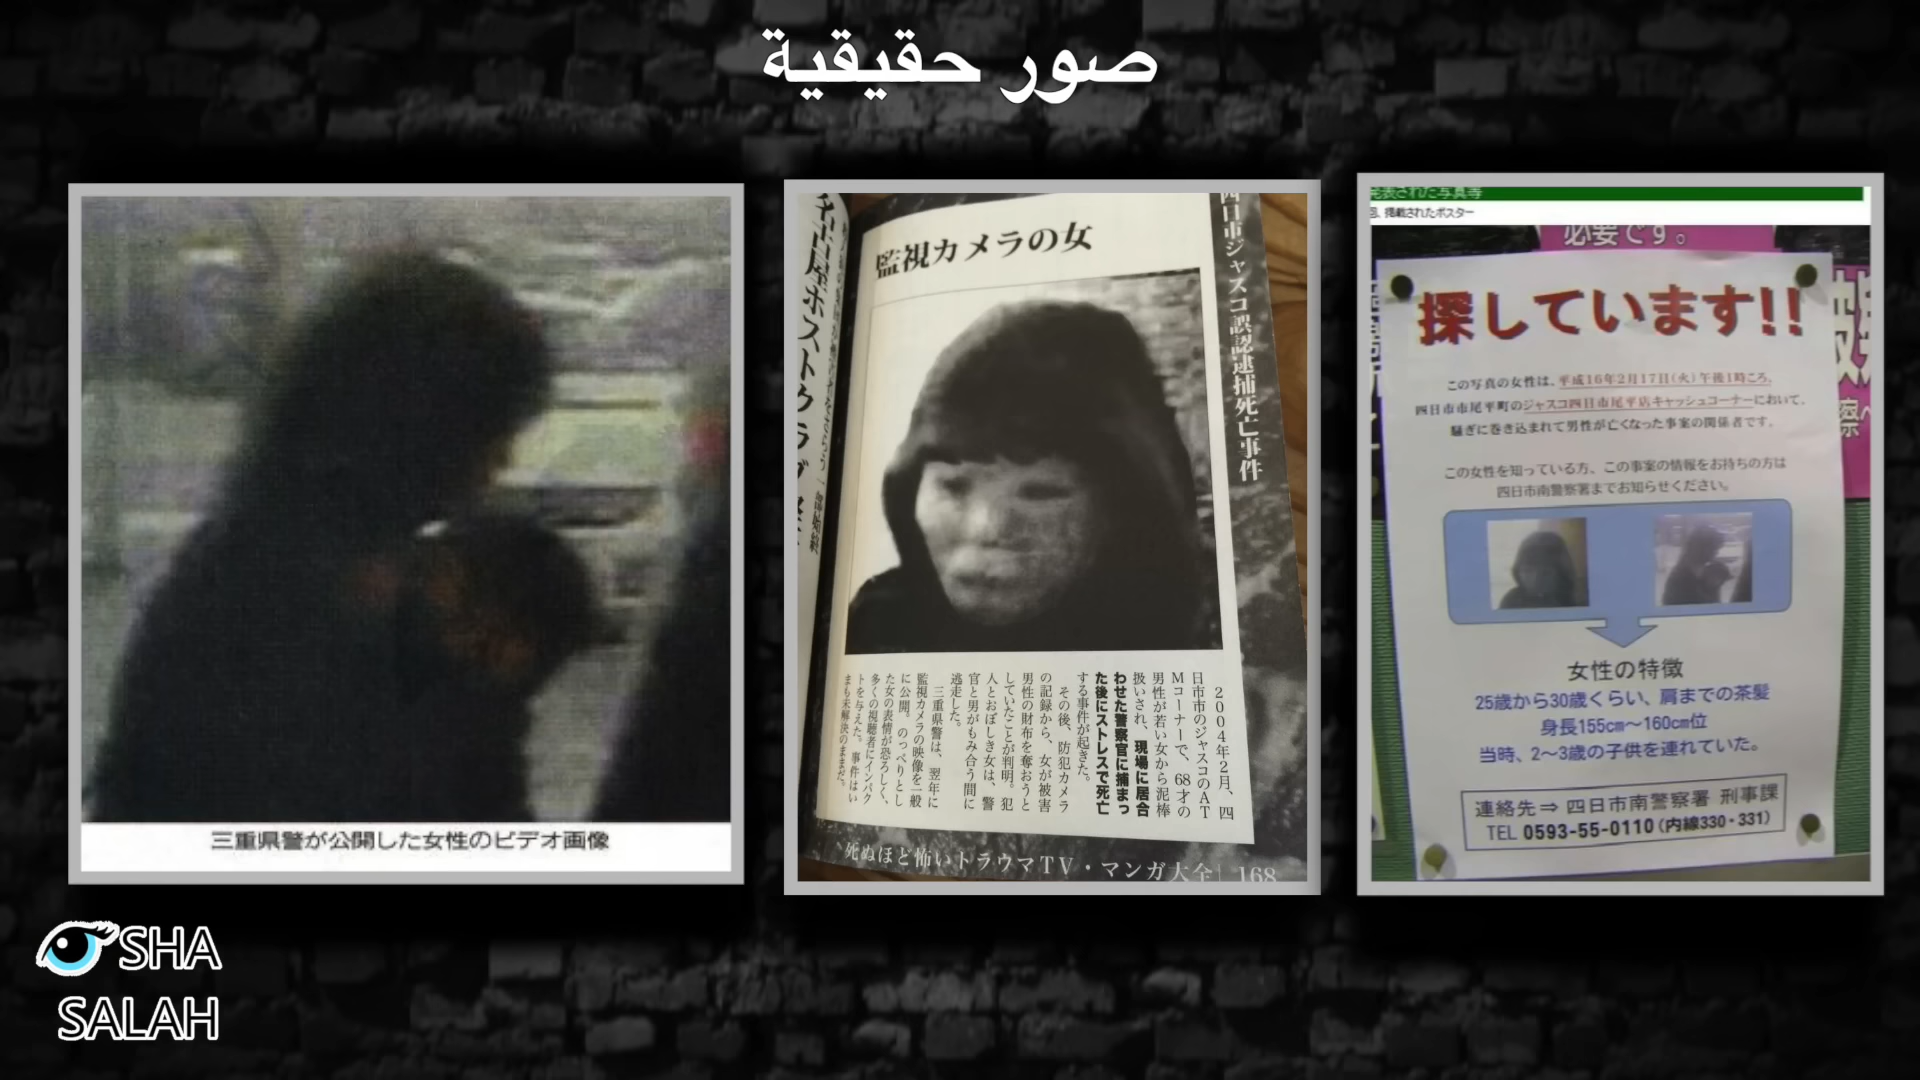 صور حقيقية
三重県警が公開した女性のビデオ画像
監視カメラの女
四日市ジャスコ誤認逮捕死亡事件
2004年2月、四
日市市のジャスコのAT
Mコーナーで、68才の
男性が若い女から泥棒
扱いされ、現場に居合
わせた警察官に捕まっ
た後にストレスで死亡
する事件が起きた。
その後、防犯カメラ
の記録から、女が被害
男性の財布を奪おうと
していたことが判明。犯
人とおぼしき女は、警
官と男がもみ合う間に
逃走した。
三重県警は、翌年に
監視カメラの映像を一般
に公開。のっぺりとし
た女の表情が恐ろしく、
多くの視聴者にインパク
トを与えた。事件はい
まも未解決のままだ。
死ぬほど怖いトラウマTV・マンガ大全 168
発表された写真等
掲載されたポスター
必要です。
探しています!!
この写真の女性は、平成16年2月17日(火)午後1時ころ、
四日市市尾平町のジャスコ四日市尾平店キャッシュコーナーにおいて、
騒ぎに巻き込まれて男性が亡くなった事案の関係者です。
この女性を知っている方、この事案の情報をお持ちの方は
四日市南警察署までお知らせください。
女性の特徴
25歳から30歳くらい、肩までの茶髪
身長155cm～160cm位
当時、2～3歳の子供を連れていた。
連絡先⇒ 四日市南警察署 刑事課
TEL 0593-55-0110(内線330・331)
SHA
SALAH